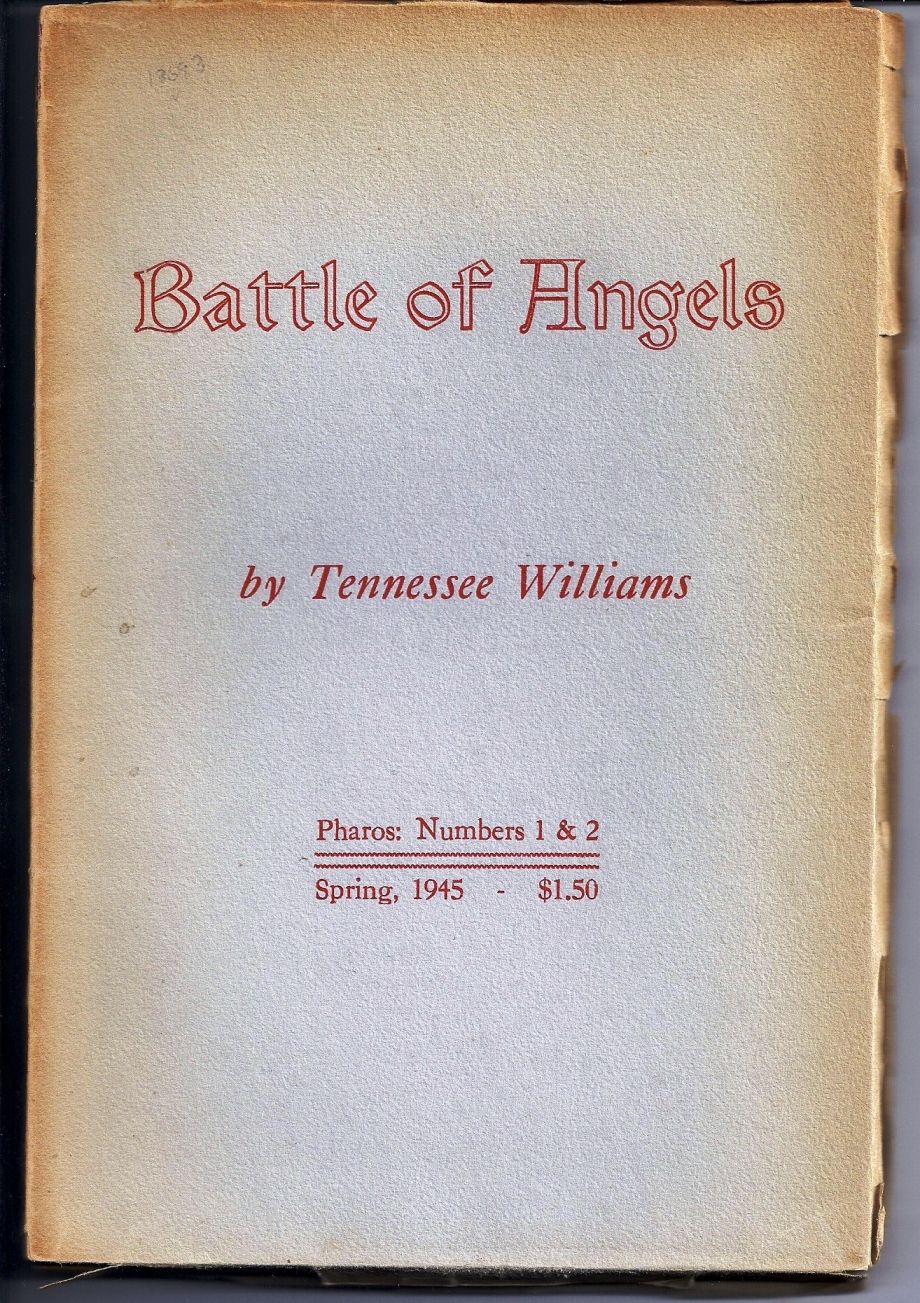 Battle of Angels
by Tennessee Williams
Pharos: Numbers 1 & 2
Spring, 1945 - $1.50